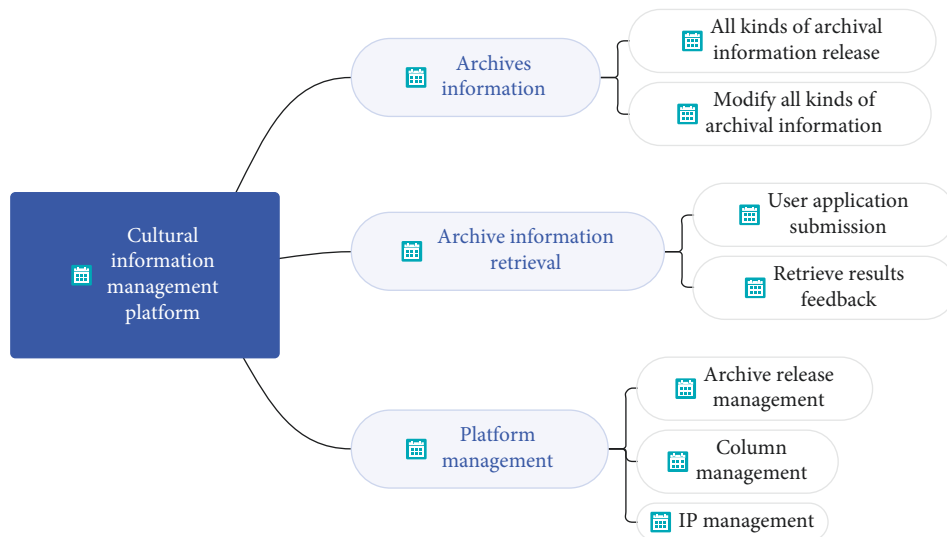 Cultural
information
management
platform
Archives
information
All kinds of archival
information release
Modify all kinds of
archival information
Archive information
retrieval
User application
submission
Retrieve results
feedback
Platform
management
Archive release
management
Column
management
IP management